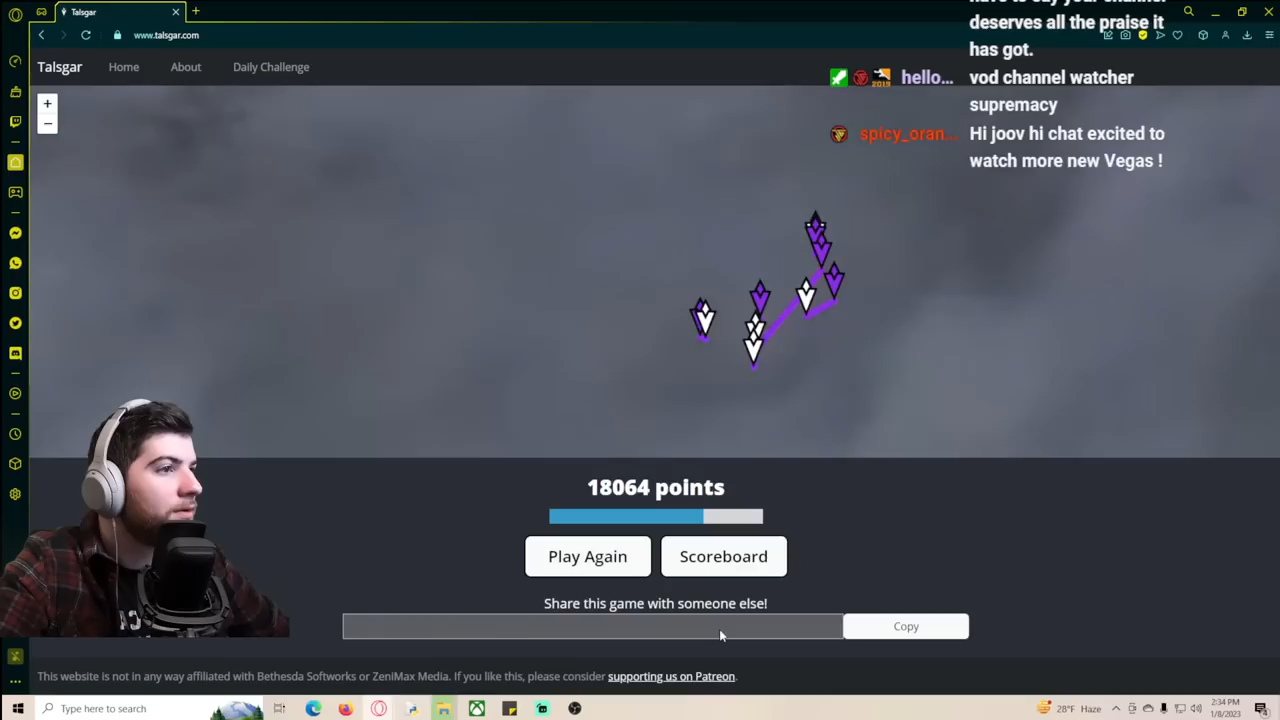 Talsgar
www.talsgar.com
Talsgar
Home
About
Daily Challenge
+
−
deserves all the praise it
has got.
hello...
vod channel watcher
supremacy
spicy_oran...
Hi joov hi chat excited to
watch more new Vegas !
18064 points
Play Again
Scoreboard
Share this game with someone else!
Copy
This website is not in any way affiliated with Bethesda Softworks or ZeniMax Media. If you like this, please consider supporting us on Patreon.
Type here to search
28°F Haze
2:34 PM
1/8/2023